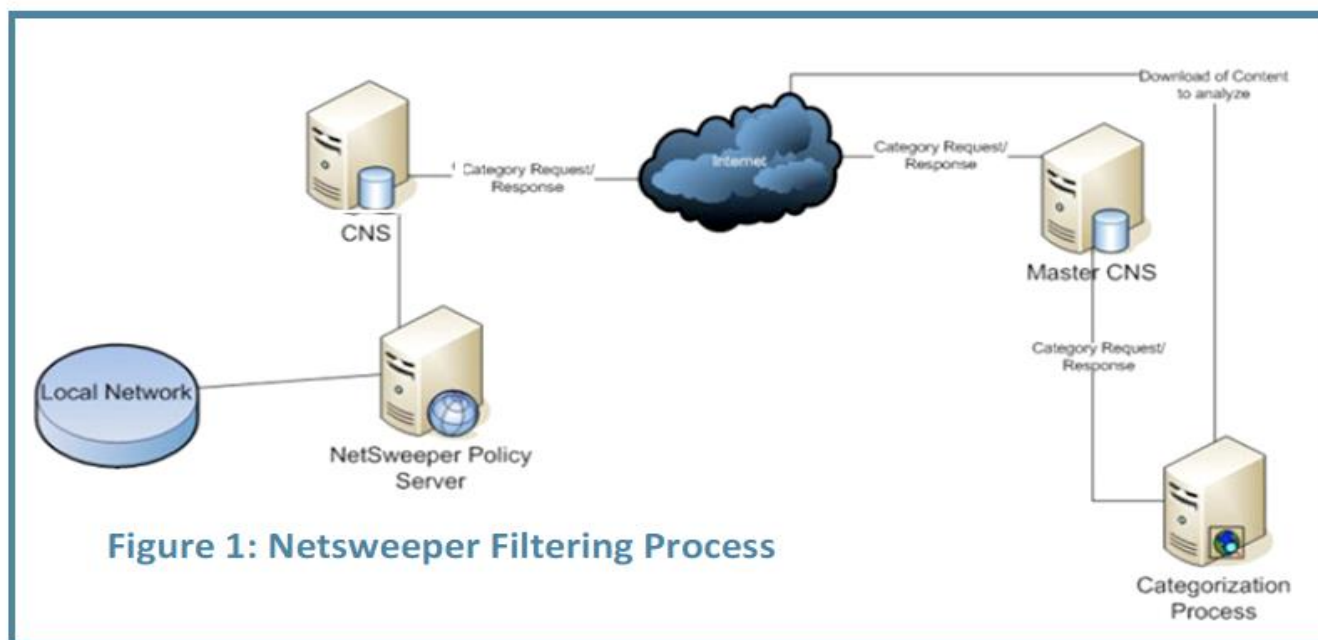 Download of Content
to analyze
Internet
Category Request/
Response
Category Request/
Response
CNS
Master CNS
Category Request/
Response
Local Network
NetSweeper Policy
Server
Figure 1: Netsweeper Filtering Process
Categorization
Process